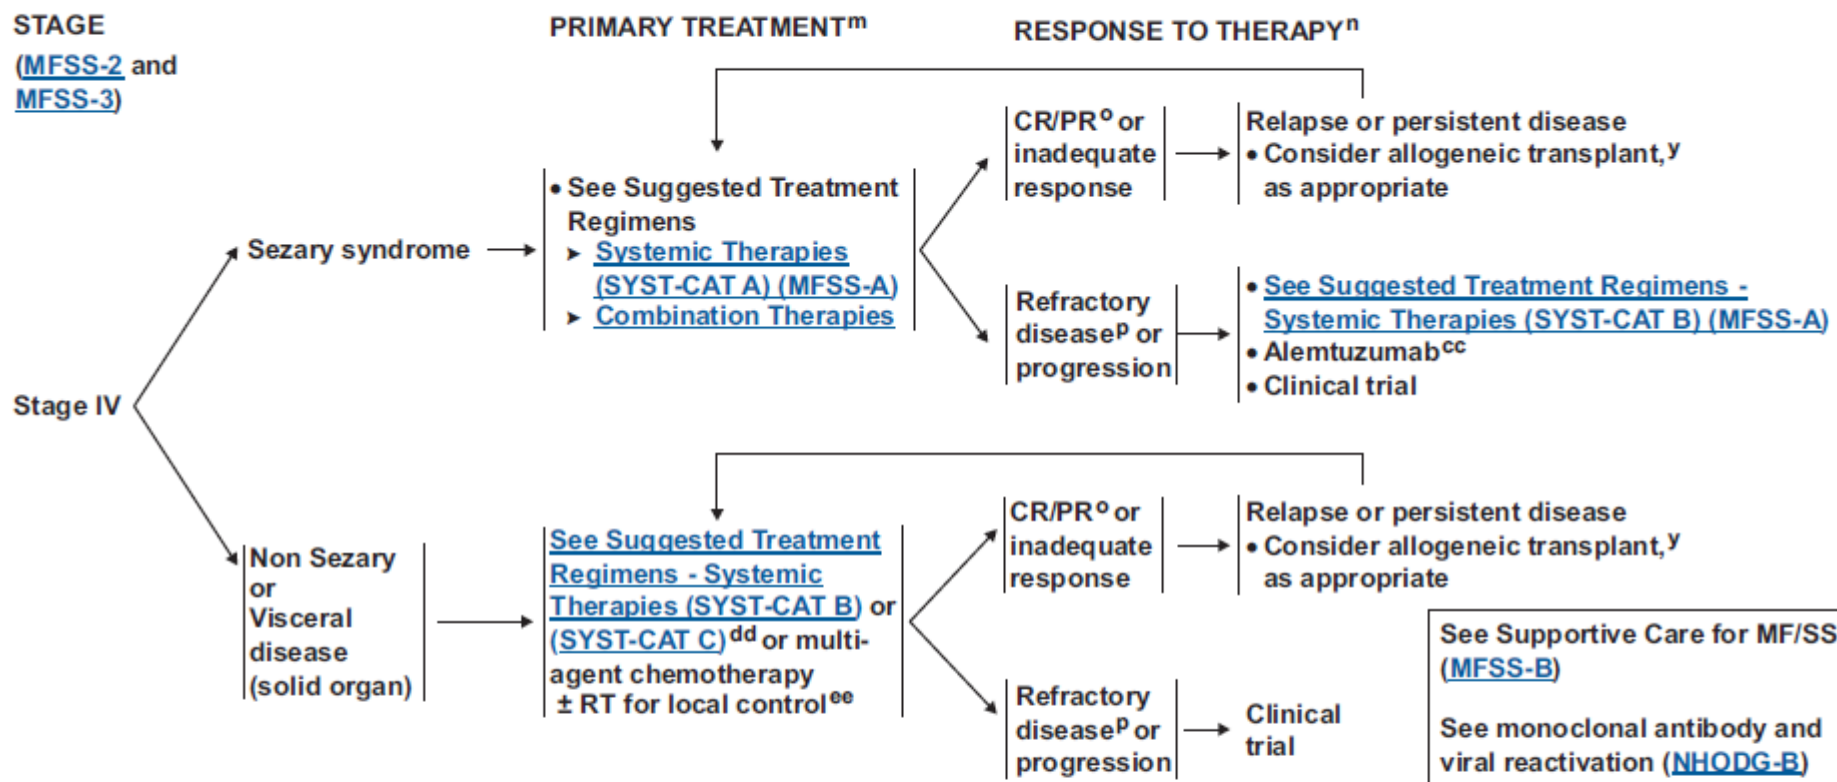 STAGE
(MFSS-2 and
MFSS-3)
PRIMARY TREATMENTᵐ
RESPONSE TO THERAPYⁿ
Stage IV
Sezary syndrome
• See Suggested Treatment
Regimens
➤ Systemic Therapies
(SYST-CAT A) (MFSS-A)
➤ Combination Therapies
CR/PRᵒ or
inadequate
response
Relapse or persistent disease
• Consider allogeneic transplant,ʸ
as appropriate
Refractory
diseaseᵖ or
progression
• See Suggested Treatment Regimens -
Systemic Therapies (SYST-CAT B) (MFSS-A)
• Alemtuzumabᶜᶜ
• Clinical trial
Non Sezary
or
Visceral
disease
(solid organ)
See Suggested Treatment
Regimens - Systemic
Therapies (SYST-CAT B) or
(SYST-CAT C)ᵈᵈ or multi-
agent chemotherapy
± RT for local controlᵉᵉ
CR/PRᵒ or
inadequate
response
Relapse or persistent disease
• Consider allogeneic transplant,ʸ
as appropriate
Refractory
diseaseᵖ or
progression
Clinical
trial
See Supportive Care for MF/SS
(MFSS-B)
See monoclonal antibody and
viral reactivation (NHODG-B)